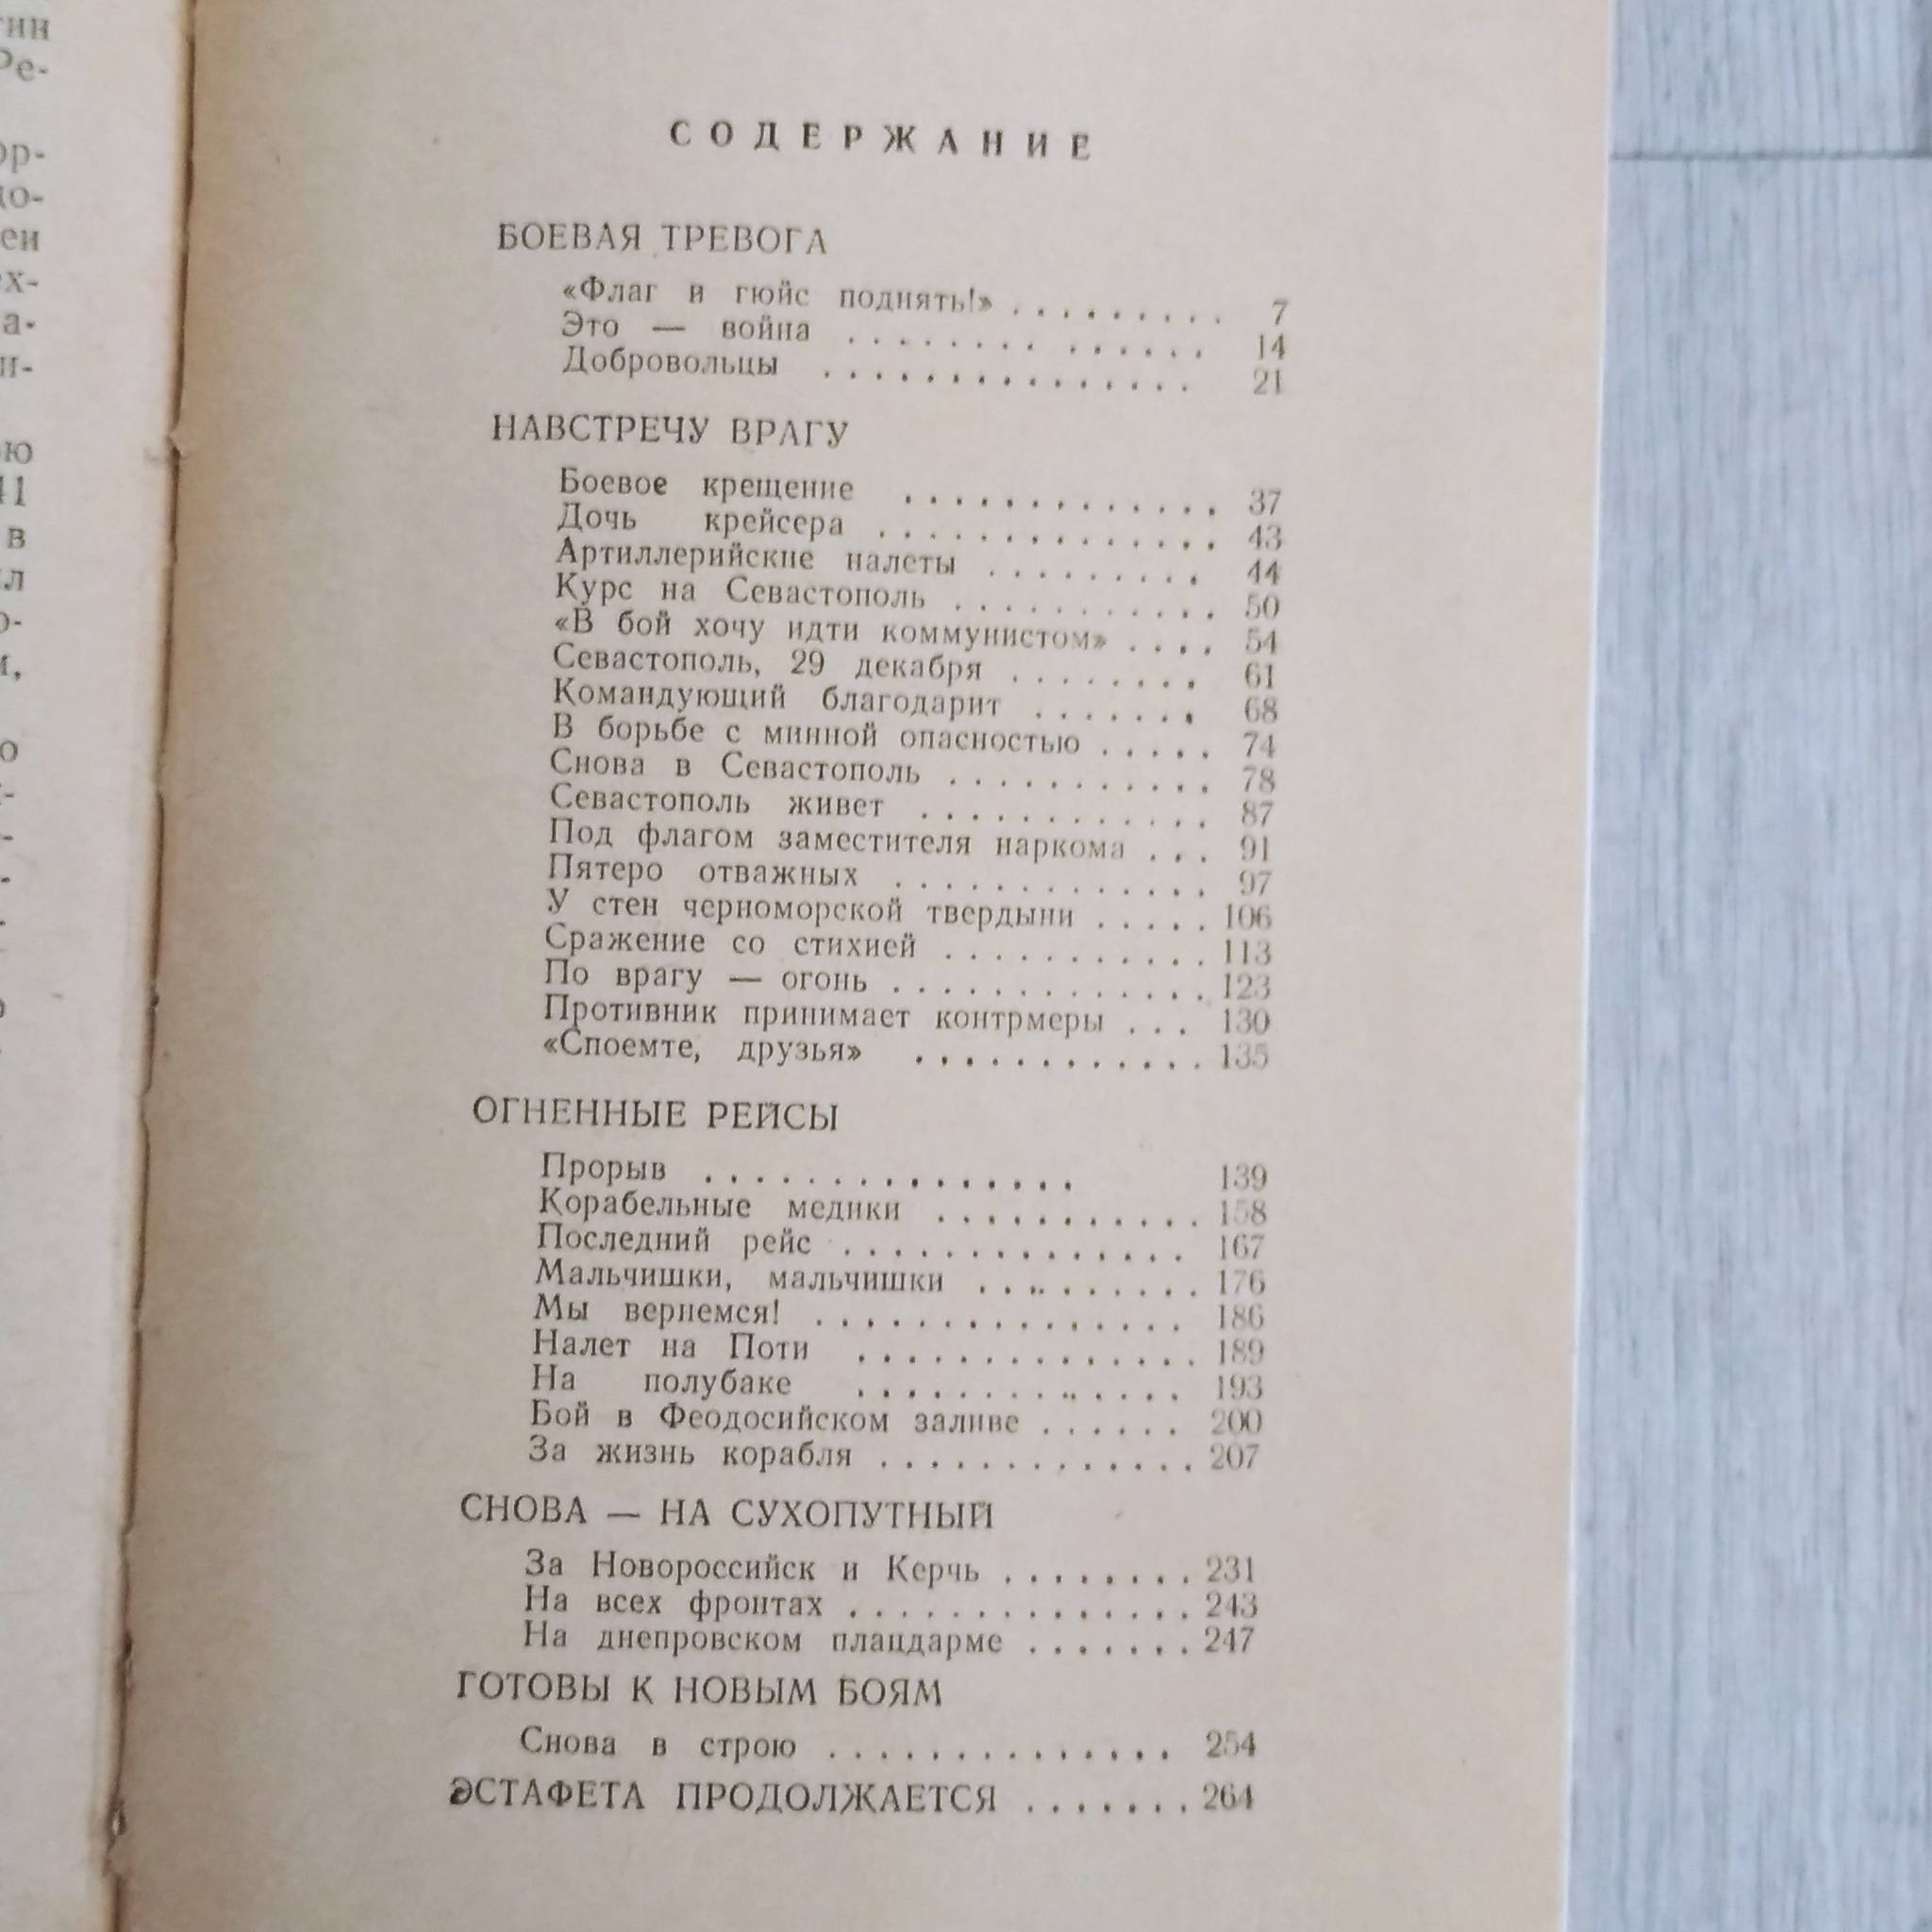 СОДЕРЖАНИЕ
БОЕВАЯ ТРЕВОГА
«Флаг и гюйс поднять!» . . . . . . . . . 7
Это — война . . . . . . . . . . . . . . 14
Добровольцы . . . . . . . . . . . . . . . 21
НАВСТРЕЧУ ВРАГУ
Боевое крещение . . . . . . . . . . . . . 37
Дочь крейсера . . . . . . . . . . . . . . 43
Артиллерийские налеты . . . . . . . . . 44
Курс на Севастополь . . . . . . . . . . . 50
«В бой хочу идти коммунистом» . . . . 54
Севастополь, 29 декабря . . . . . . . . 61
Командующий благодарит . . . . . . . 68
В борьбе с минной опасностью . . . . . 74
Снова в Севастополь . . . . . . . . . . . 78
Севастополь живет . . . . . . . . . . . . 87
Под флагом заместителя наркома . . . 91
Пятеро отважных . . . . . . . . . . . . . 97
У стен черноморской твердыни . . . . . 106
Сражение со стихией . . . . . . . . . . . 113
По врагу — огонь . . . . . . . . . . . . . 123
Противник принимает контрмеры . . . 130
«Споемте, друзья» . . . . . . . . . . . . 135
ОГНЕННЫЕ РЕЙСЫ
Прорыв . . . . . . . . . . . . . . . 139
Корабельные медики . . . . . . . . . . . 158
Последний рейс . . . . . . . . . . . . . . 167
Мальчишки, мальчишки . . . . . . . . . 176
Мы вернемся! . . . . . . . . . . . . . . . 186
Налет на Поти . . . . . . . . . . . . . . 189
На полубаке . . . . . . . . . . . . . 193
Бой в Феодосийском заливе . . . . . . 200
За жизнь корабля . . . . . . . . . . . . . 207
СНОВА — НА СУХОПУТНЫЙ
За Новороссийск и Керчь . . . . . . . . 231
На всех фронтах . . . . . . . . . . . . . . 243
На днепровском плацдарме . . . . . . . 247
ГОТОВЫ К НОВЫМ БОЯМ
Снова в строю . . . . . . . . . . . . . . 254
ЭСТАФЕТА ПРОДОЛЖАЕТСЯ . . . . . . . 264